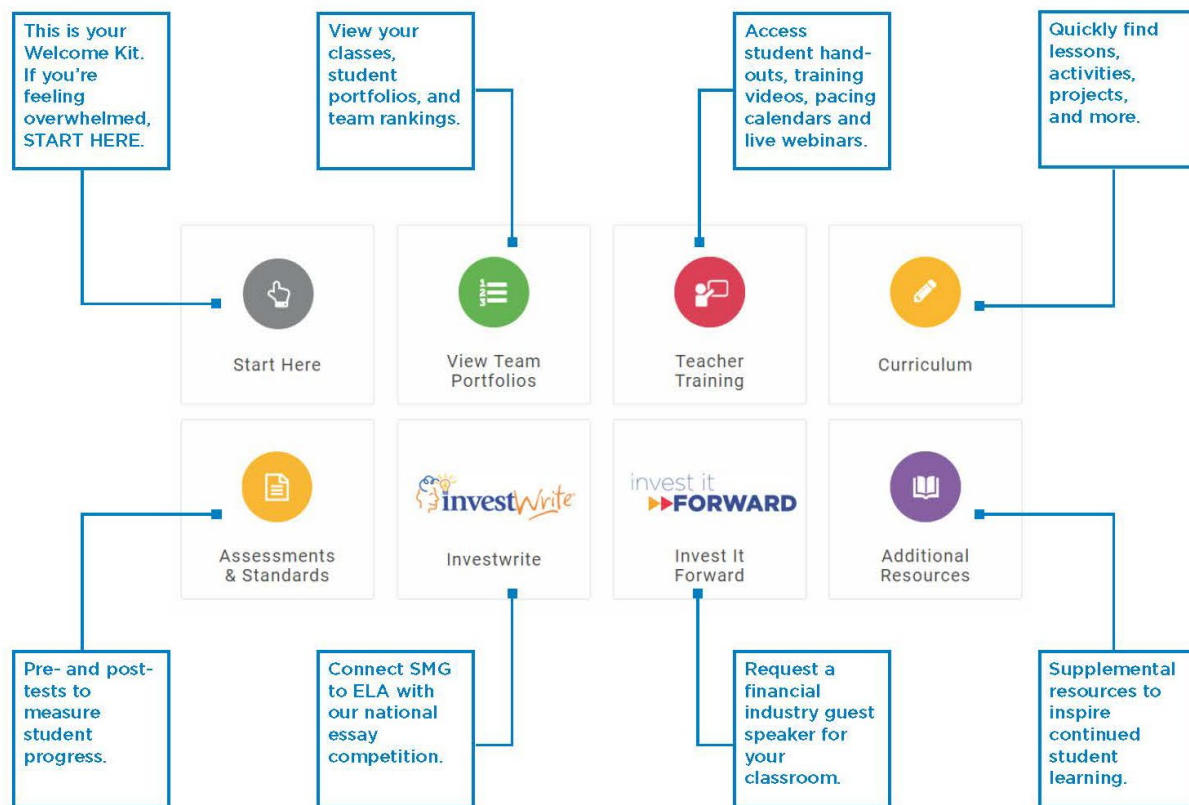 This is your
Welcome Kit.
If you're
feeling
overwhelmed,
START HERE.
View your
classes,
student
portfolios, and
team rankings.
Access
student hand-
outs, training
videos, pacing
calendars and
live webinars.
Quickly find
lessons,
activities,
projects,
and more.
Start Here
1
2
3
View Team
Portfolios
Teacher
Training
Curriculum
Assessments
& Standards
investWrite
Investwrite
invest it
FORWARD
Invest It
Forward
Additional
Resources
Pre- and post-
tests to
measure
student
progress.
Connect SMG
to ELA with
our national
essay
competition.
Request a
financial
industry guest
speaker for
your
classroom.
Supplemental
resources to
inspire
continued
student
learning.